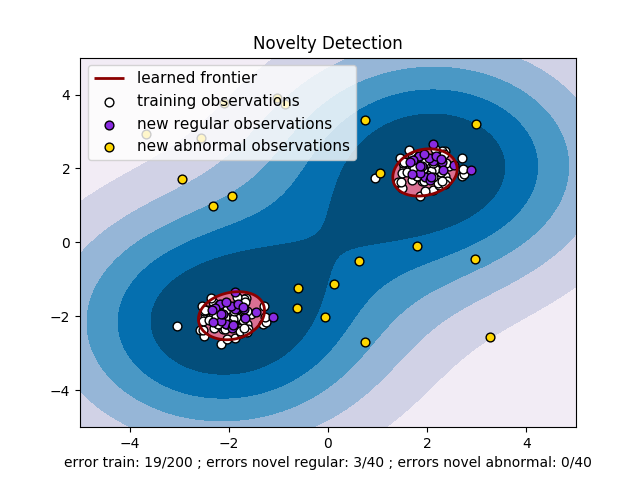 Novelty Detection
learned frontier
training observations
new regular observations
new abnormal observations
4
2
0
−2
−4
−4
−2
0
2
4
error train: 19/200 ; errors novel regular: 3/40 ; errors novel abnormal: 0/40